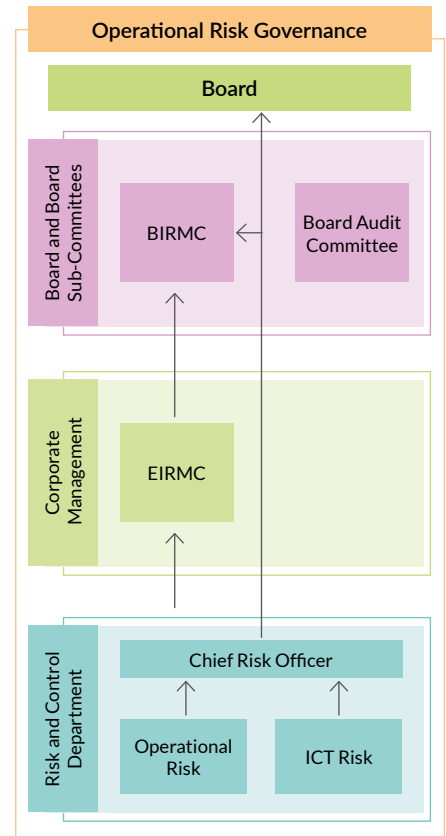 Operational Risk Governance
Board
Board and Board
Sub-Committees
BIRMC
Board Audit
Committee
Corporate
Management
EIRMC
Risk and Control
Department
Chief Risk Officer
Operational
Risk
ICT Risk